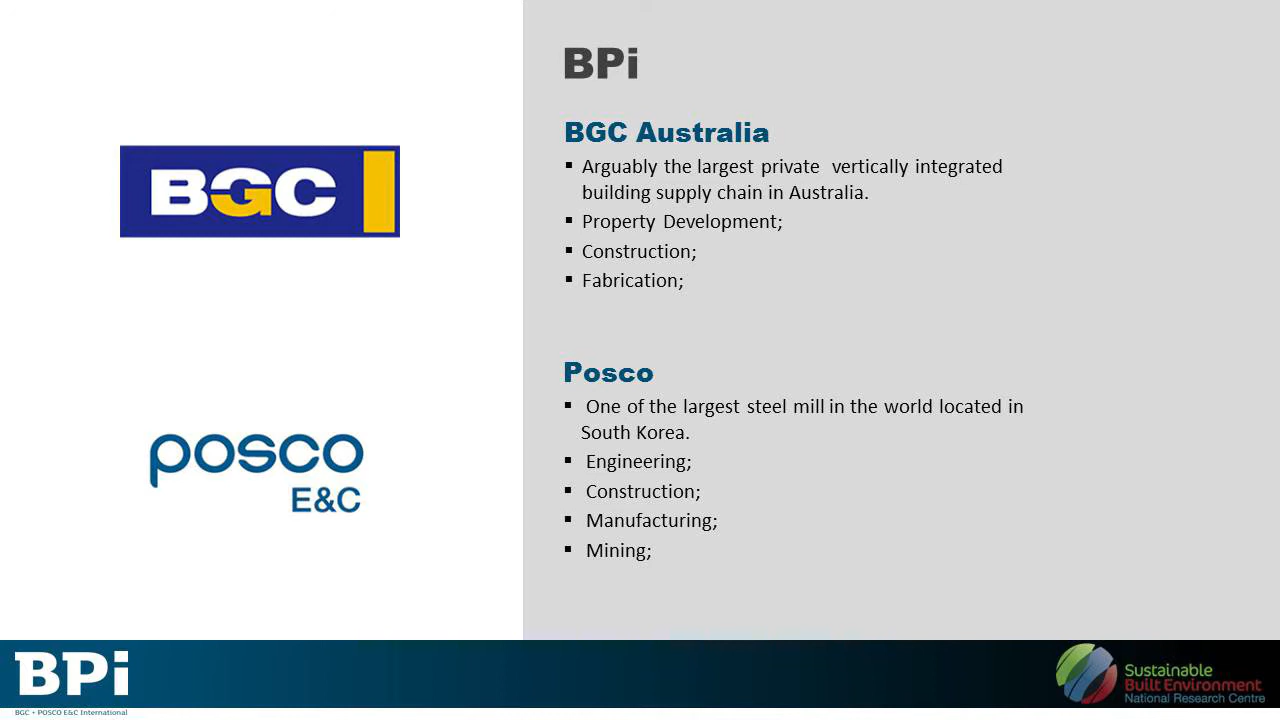 BPi
BGC Australia
▪ Arguably the largest private vertically integrated
building supply chain in Australia.
▪ Property Development;
▪ Construction;
▪ Fabrication;
BGC
Posco
▪ One of the largest steel mill in the world located in
South Korea.
▪ Engineering;
▪ Construction;
▪ Manufacturing;
▪ Mining;
posco
E&C
BPi
BGC + POSCO E&C International
Sustainable
Built Environment
National Research Centre